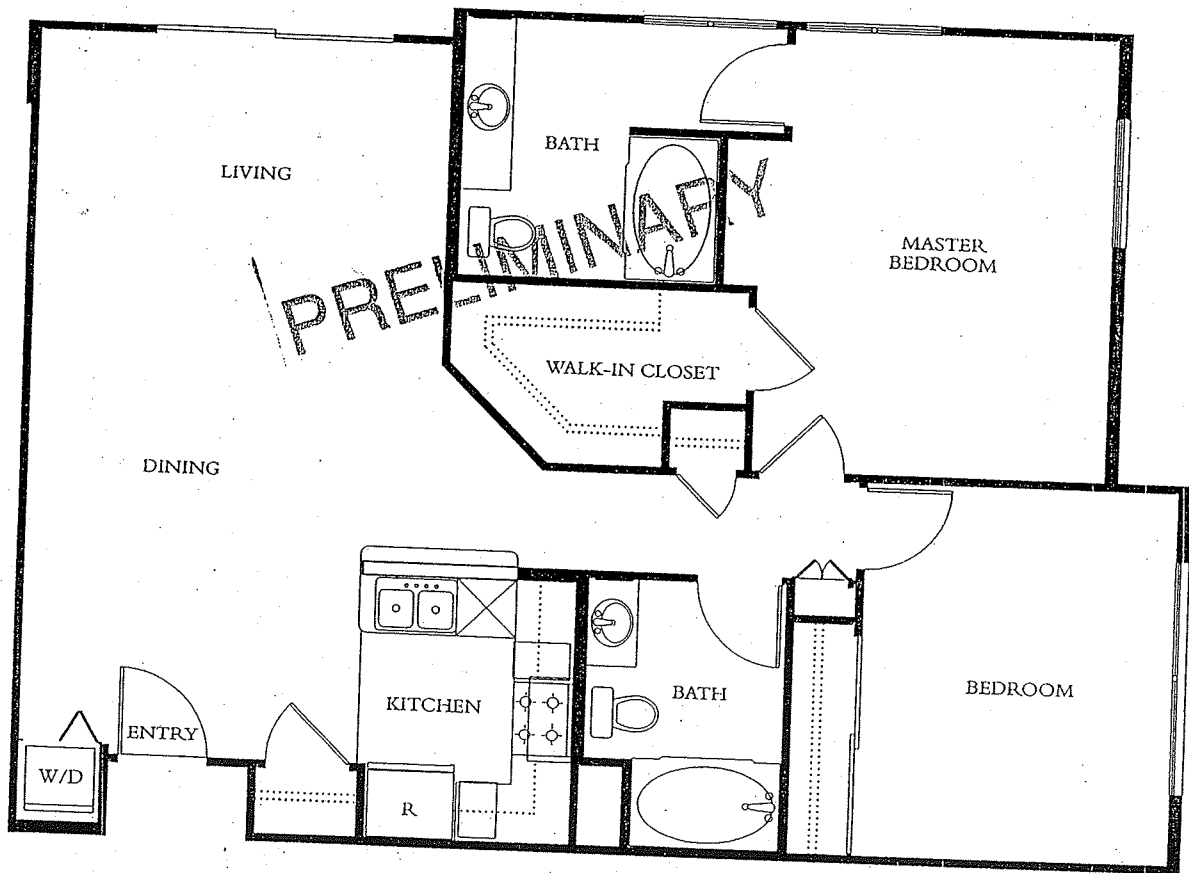 BATH
LIVING
PRELIMINARY
MASTER
BEDROOM
WALK-IN CLOSET
DINING
KITCHEN
BATH
BEDROOM
ENTRY
W/D
R